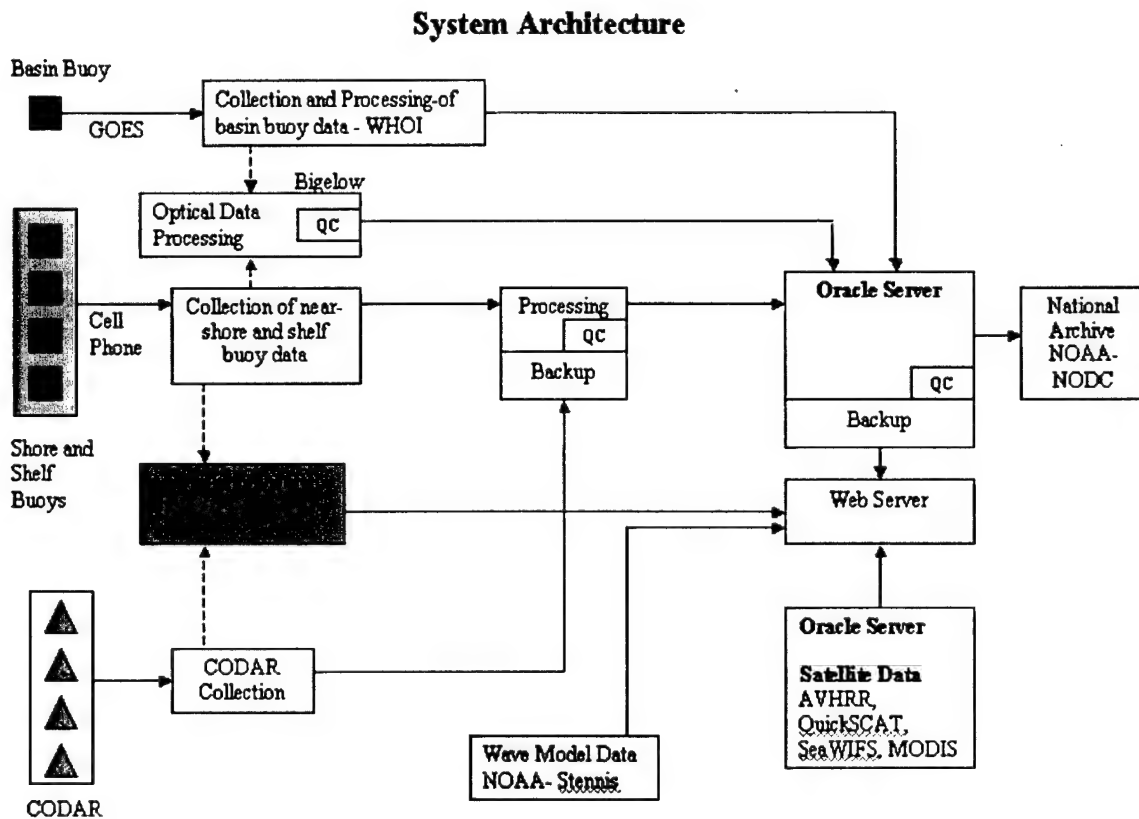 System Architecture
Basin Buoy
GOES
Collection and Processing-of
basin buoy data - WHOI
Bigelow
Optical Data
Processing
QC
Cell
Phone
Collection of near-
shore and shelf
buoy data
Processing
QC
Backup
Oracle Server
QC
Backup
National
Archive
NOAA-
NODC
Shore and
Shelf
Buoys
Web Server
CODAR
Collection
Wave Model Data
NOAA- Stennis
Oracle Server
Satellite Data
AVHRR,
QuickSCAT,
SeaWIFS, MODIS
CODAR